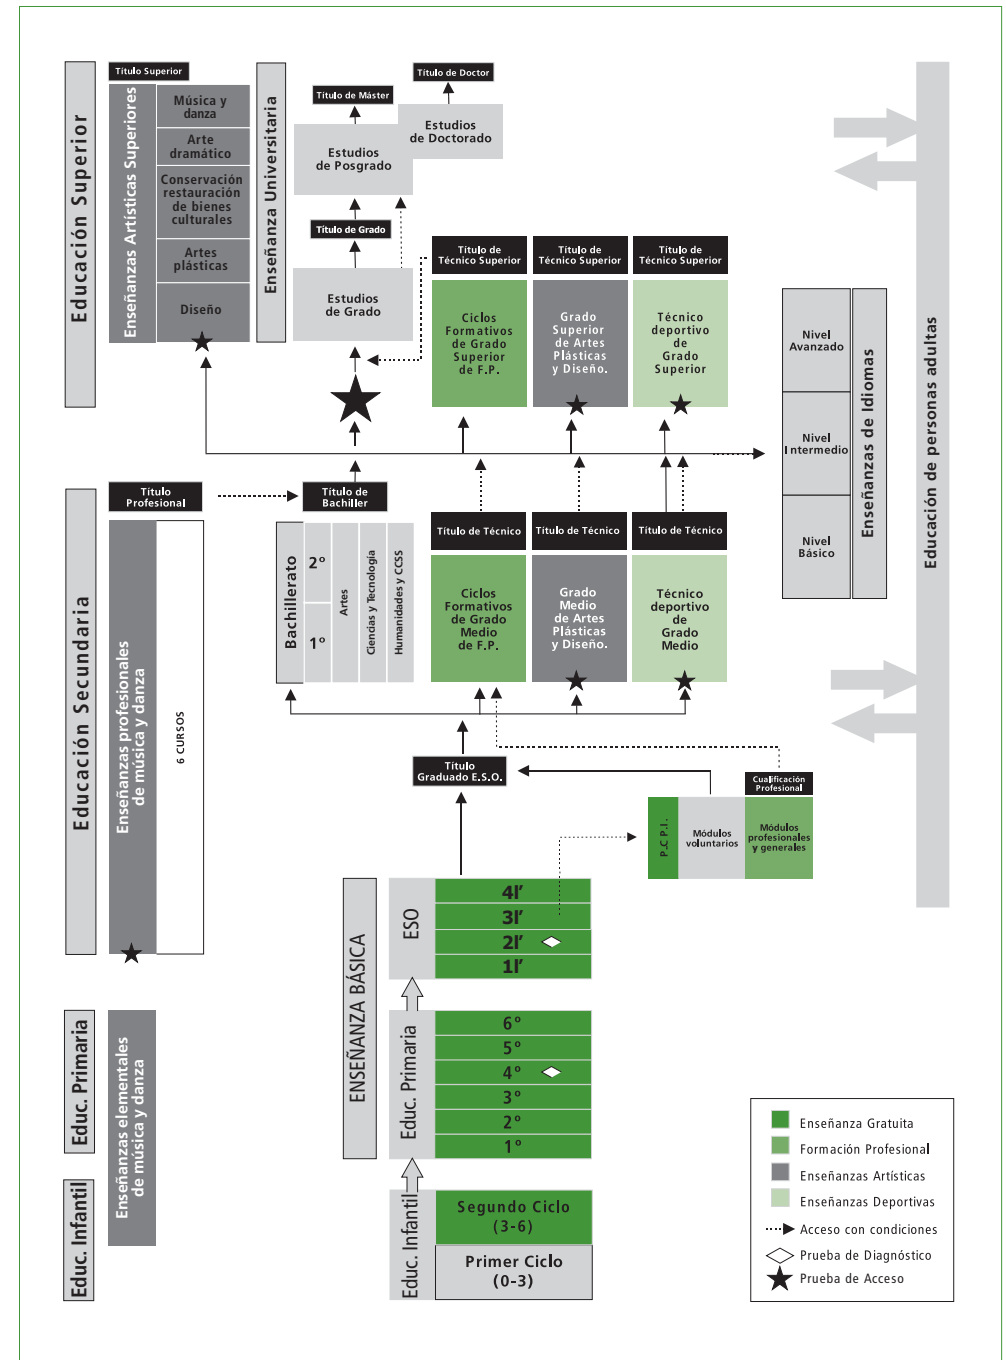 Educación Superior
Título Superior
Enseñanzas Artísticas Superiores
Música y
danza
Arte
dramático
Conservación
restauración
de bienes
culturales
Artes
plásticas
Diseño
Enseñanza Universitaria
Título de Máster
Título de Doctor
Estudios
de Posgrado
Estudios
de Doctorado
Título de Grado
Estudios
de Grado
Título de
Técnico Superior
Título de
Técnico Superior
Título de
Técnico Superior
Ciclos
Formativos
de Grado
Superior
de F.P.
Grado
Superior
de Artes
Plásticas
y Diseño.
Técnico
deportivo
de
Grado
Superior
Nivel
Avanzado
Nivel
Intermedio
Nivel
Básico
Enseñanzas de Idiomas
Educación de personas adultas
Educación Secundaria
Título
Profesional
Enseñanzas profesionales
de música y danza
6 CURSOS
Título de
Bachiller
Bachillerato
2º
1º
Artes
Ciencias y Tecnología
Humanidades y CCSS
Título de Técnico
Título de Técnico
Título de Técnico
Ciclos
Formativos
de Grado
Medio
de F.P.
Grado
Medio
de Artes
Plásticas
y Diseño.
Técnico
deportivo
de
Grado
Medio
Título
Graduado E.S.O.
Cualificación
Profesional
P.C P.I.
Módulos
voluntarios
Módulos
profesionales
y generales
ENSEÑANZA BÁSICA
ESO
4l’
3l’
2l’
1l’
Educ. Primaria
Enseñanzas elementales
de música y danza
Educ. Primaria
6º
5º
4º
3º
2º
1º
Educ. Infantil
Educ. Infantil
Segundo Ciclo
(3-6)
Primer Ciclo
(0-3)
Enseñanza Gratuita
Formación Profesional
Enseñanzas Artísticas
Enseñanzas Deportivas
Acceso con condiciones
Prueba de Diagnóstico
Prueba de Acceso